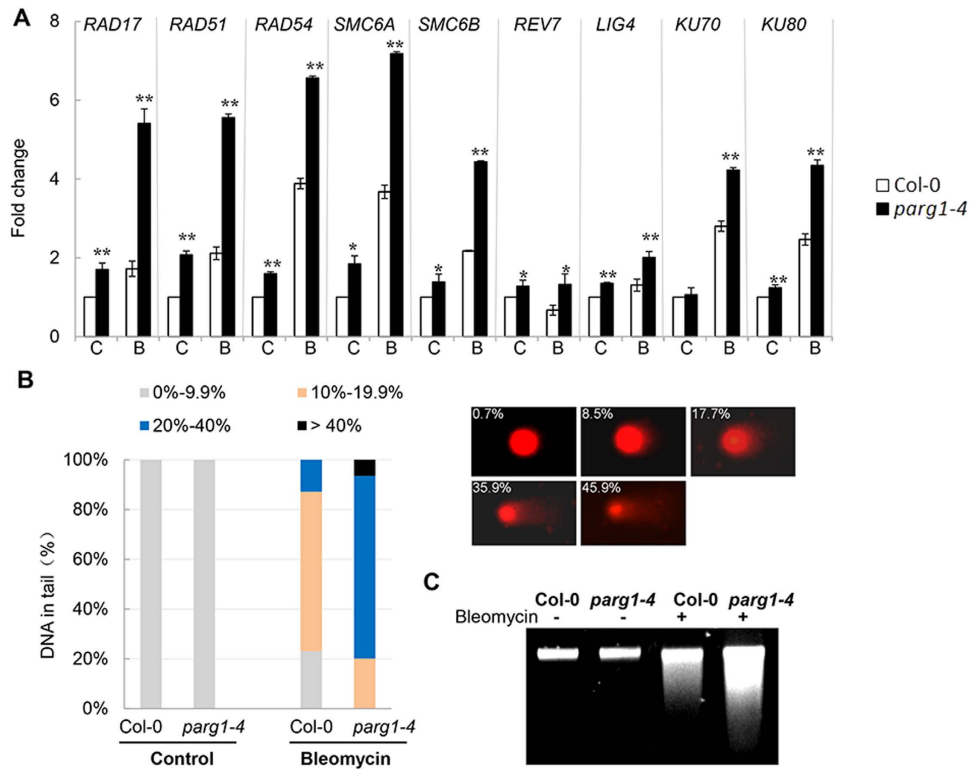 A
RAD17 RAD51 RAD54 SMC6A SMC6B REV7 LIG4 KU70 KU80
Fold change
8
6
4
2
0
** ** ** ** ** ** * ** * ** * * ** ** ** ** **
C B C B C B C B C B C B C B C B C B
Col-0
parg1-4
B
0%-9.9% 10%-19.9%
20%-40% > 40%
DNA in tail (%)
100%
80%
60%
40%
20%
0%
Col-0 parg1-4 Col-0 parg1-4
Control Bleomycin
0.7% 8.5% 17.7%
35.9% 45.9%
C
Col-0 parg1-4 Col-0 parg1-4
Bleomycin - - + +